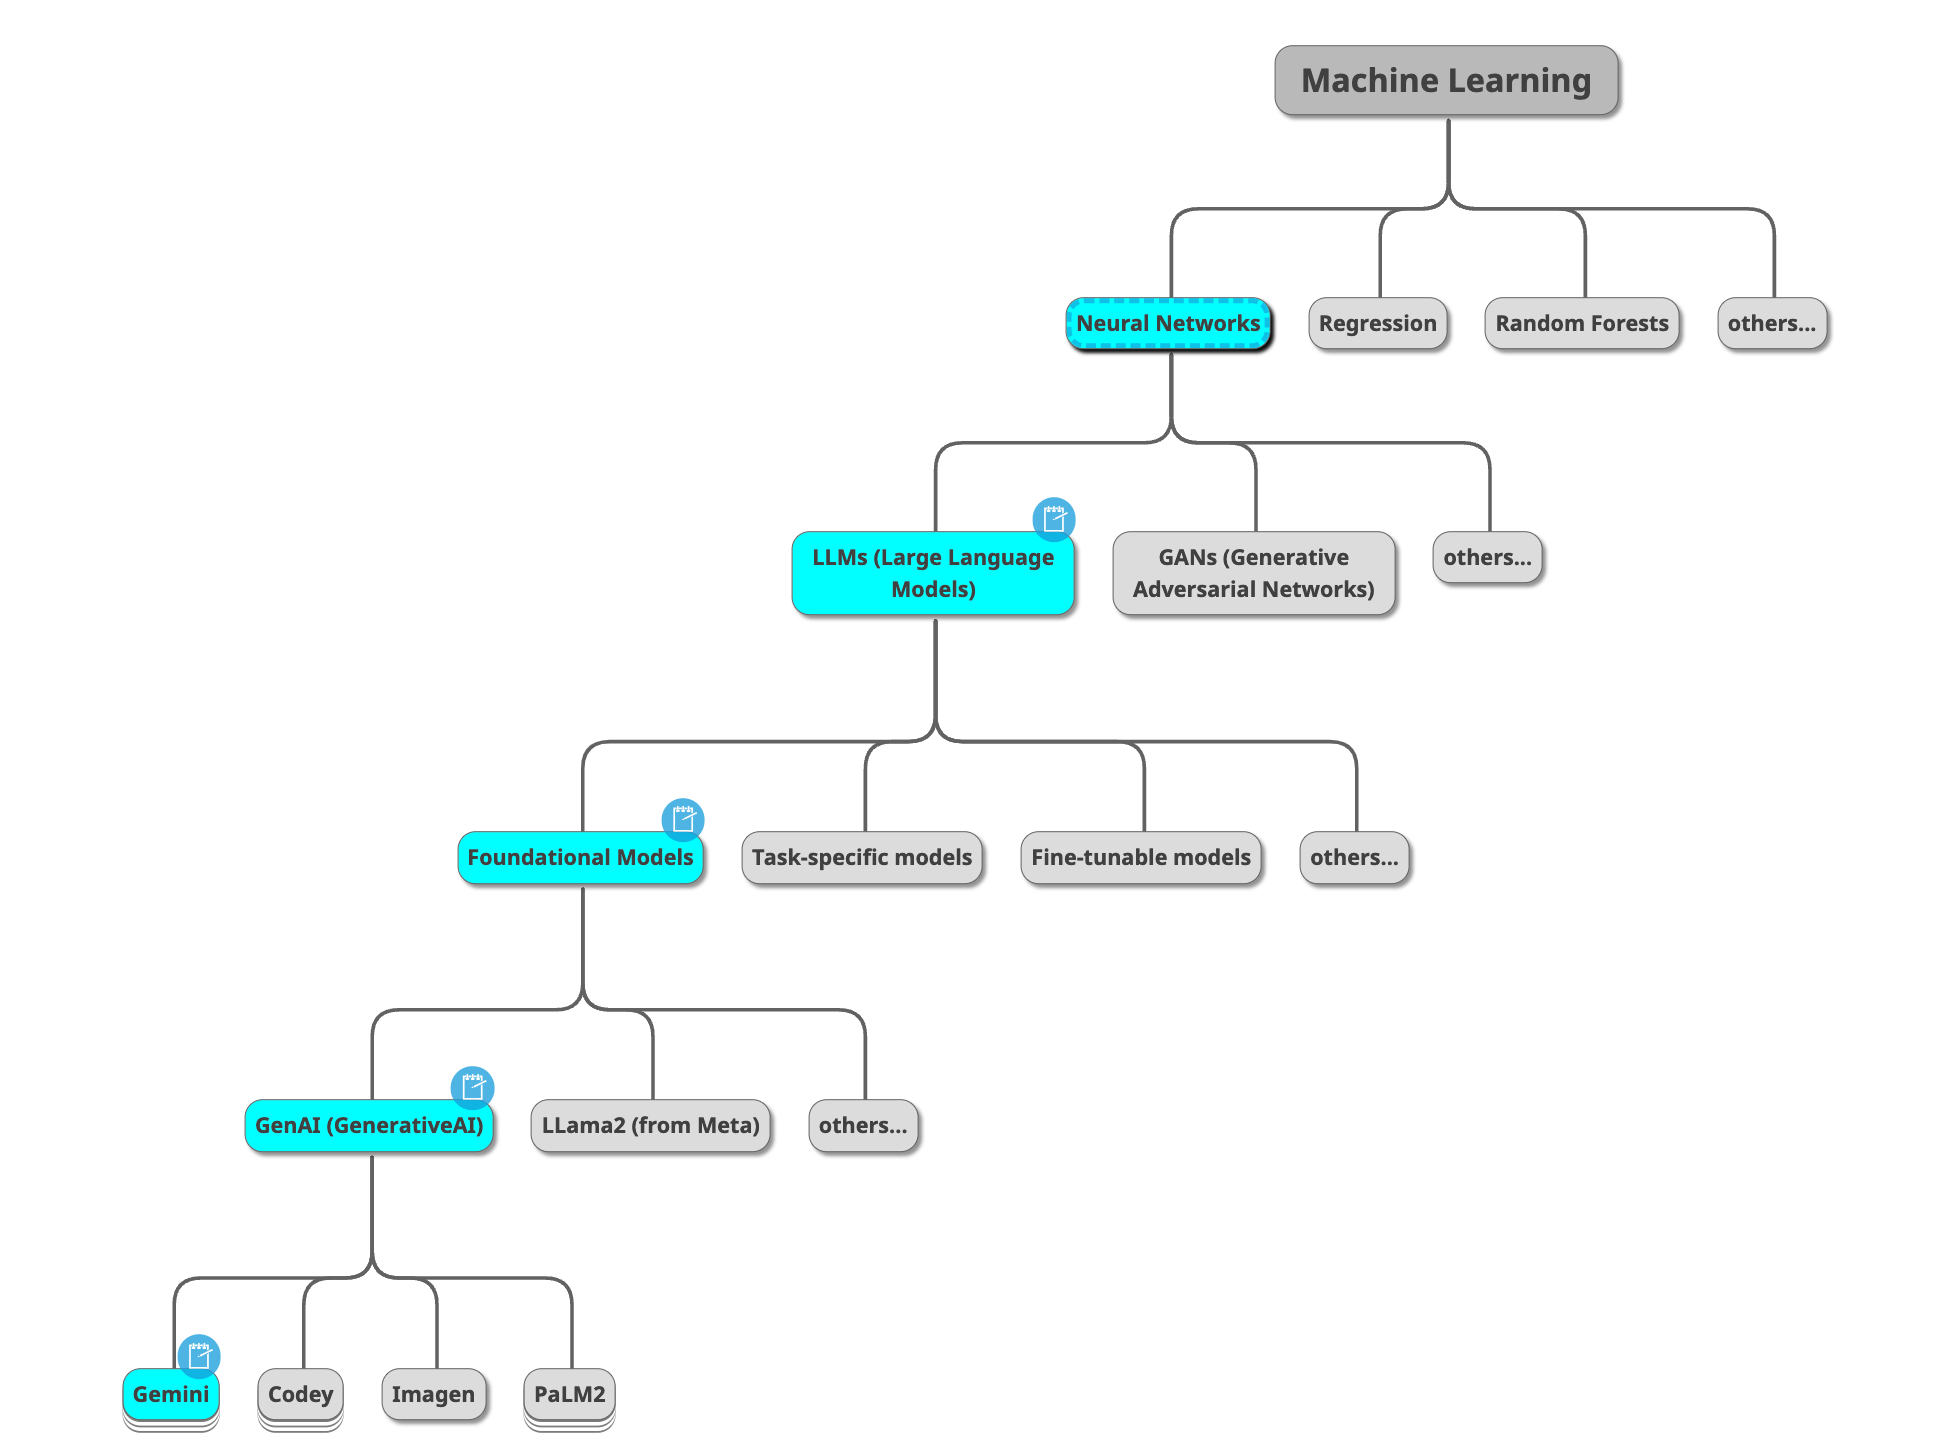 Machine Learning
Neural Networks
Regression
Random Forests
others...
LLMs (Large Language
Models)
GANs (Generative
Adversarial Networks)
others...
Foundational Models
Task-specific models
Fine-tunable models
others...
GenAI (GenerativeAI)
LLama2 (from Meta)
others...
Gemini
Codey
Imagen
PaLM2